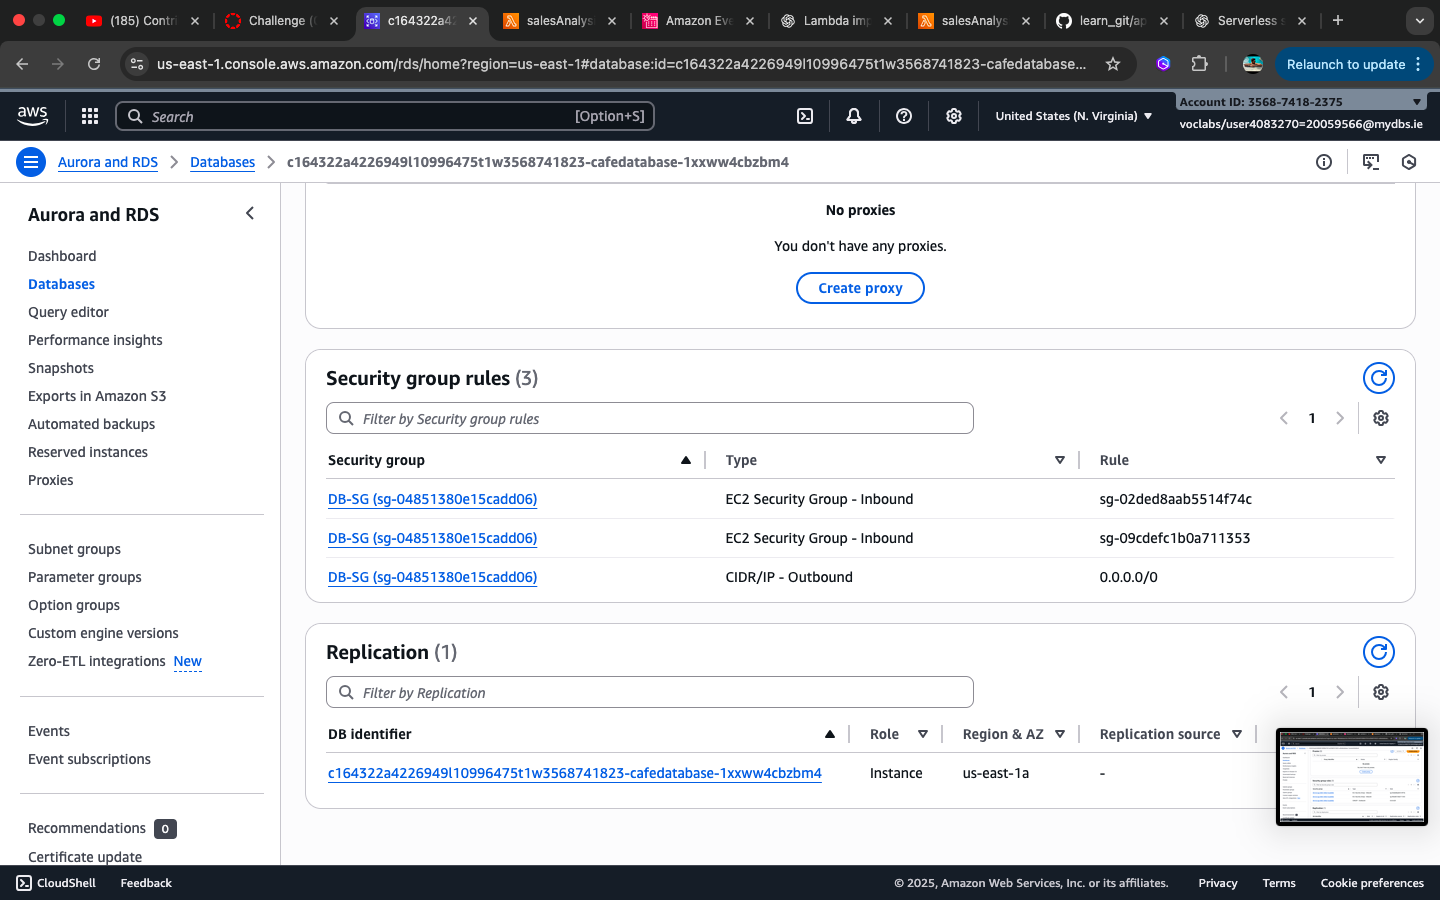 (185) Contri
Challenge (
c164322a42
salesAnalys
Amazon Eve
Lambda imp
salesAnalys
learn_git/ap
Serverless s
us-east-1.console.aws.amazon.com/rds/home?region=us-east-1#database:id=c164322a4226949l10996475t1w3568741823-cafedatabase...
Relaunch to update
aws
Search
[Option+S]
United States (N. Virginia)
Account ID: 3568-7418-2375
voclabs/user4083270=20059566@mydbs.ie
Aurora and RDS
Databases
c164322a4226949l10996475t1w3568741823-cafedatabase-1xxww4cbzbm4
Aurora and RDS
Dashboard
Databases
Query editor
Performance insights
Snapshots
Exports in Amazon S3
Automated backups
Reserved instances
Proxies
Subnet groups
Parameter groups
Option groups
Custom engine versions
Zero-ETL integrations New
Events
Event subscriptions
Recommendations 0
Certificate update
No proxies
You don't have any proxies.
Create proxy
Security group rules (3)
Filter by Security group rules
1
Security group Type Rule
DB-SG (sg-04851380e15cadd06) EC2 Security Group - Inbound sg-02ded8aab5514f74c
DB-SG (sg-04851380e15cadd06) EC2 Security Group - Inbound sg-09cdefc1b0a711353
DB-SG (sg-04851380e15cadd06) CIDR/IP - Outbound 0.0.0.0/0
Replication (1)
Filter by Replication
1
DB identifier Role Region & AZ Replication source
c164322a4226949l10996475t1w3568741823-cafedatabase-1xxww4cbzbm4 Instance us-east-1a -
CloudShell
Feedback
© 2025, Amazon Web Services, Inc. or its affiliates.
Privacy
Terms
Cookie preferences